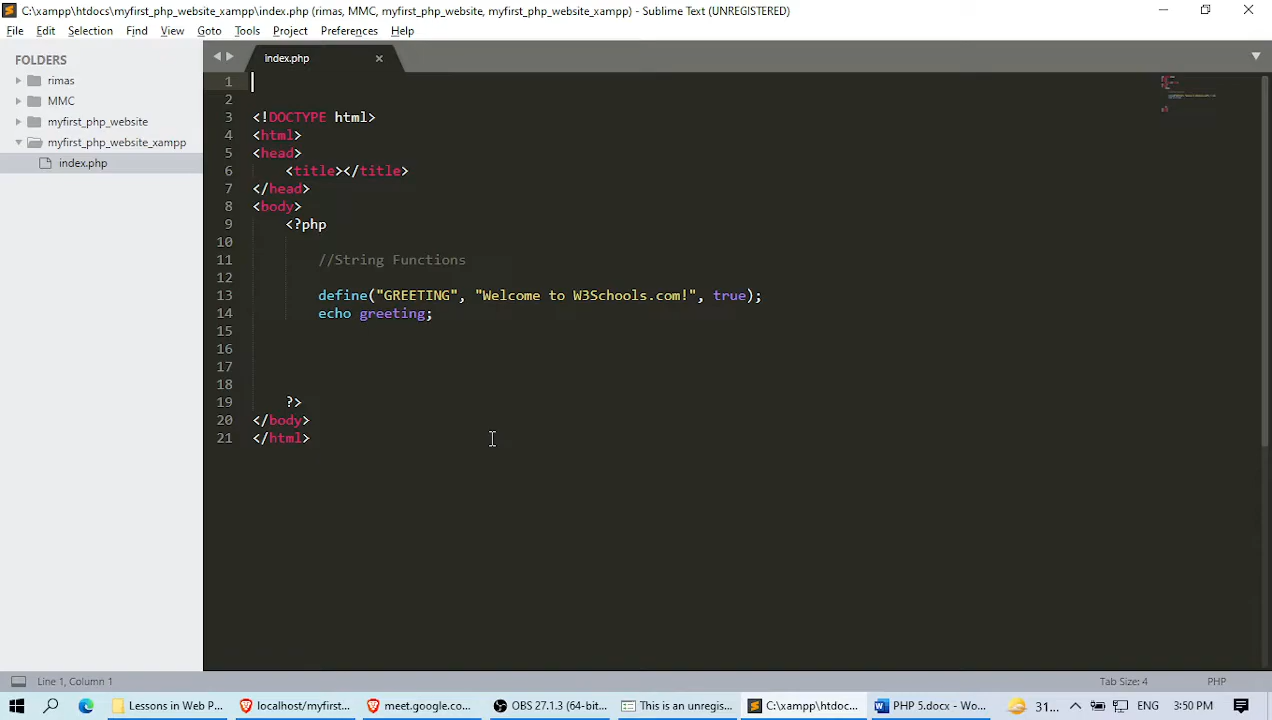 C:\xampp\htdocs\myfirst_php_website_xampp\index.php (rimas, MMC, myfirst_php_website, myfirst_php_website_xampp) - Sublime Text (UNREGISTERED)
File Edit Selection Find View Goto Tools Project Preferences Help
FOLDERS
rimas
MMC
myfirst_php_website
myfirst_php_website_xampp
index.php
index.php
1
2
3 <!DOCTYPE html>
4 <html>
5 <head>
6 <title></title>
7 </head>
8 <body>
9 <?php
10
11 //String Functions
12
13 define("GREETING", "Welcome to W3Schools.com!", true);
14 echo greeting;
15
16
17
18
19 ?>
20 </body>
21 </html>
Line 1, Column 1 Tab Size: 4 PHP
Lessons in Web P... localhost/myfirst... meet.google.co... OBS 27.1.3 (64-bit... This is an unregis... C:\xampp\htdoc... PHP 5.docx - Wo... 31... ENG 3:50 PM